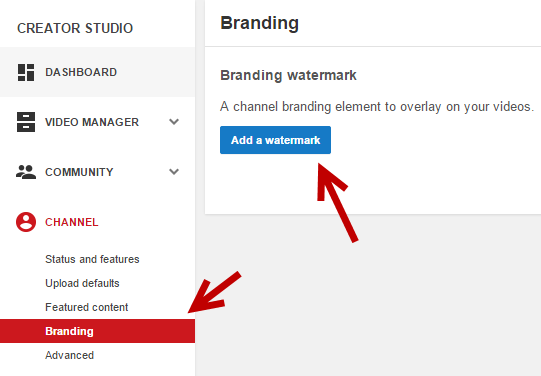 CREATOR STUDIO
DASHBOARD
VIDEO MANAGER
COMMUNITY
CHANNEL
Status and features
Upload defaults
Featured content
Branding
Advanced
Branding
Branding watermark
A channel branding element to overlay on your videos.
Add a watermark